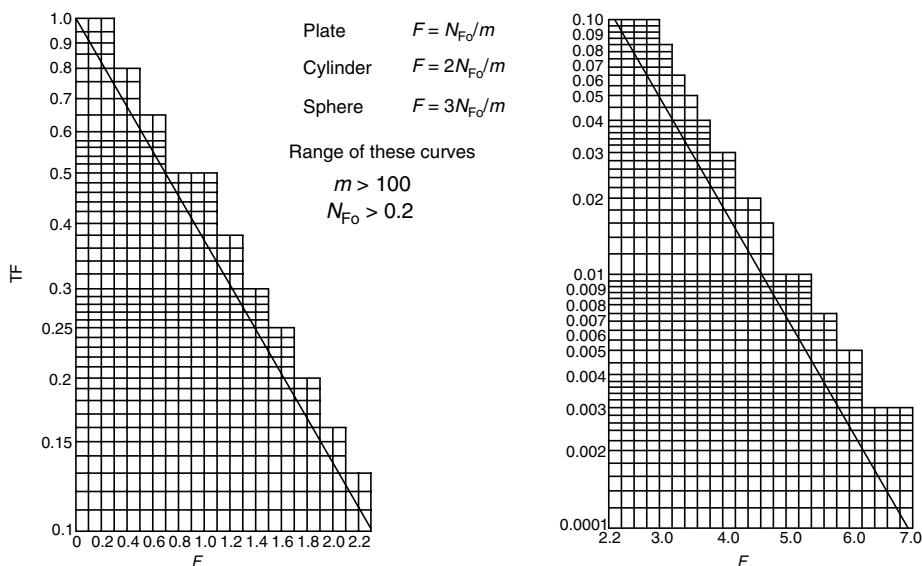 Plate F = N_Fo/m
Cylinder F = 2N_Fo/m
Sphere F = 3N_Fo/m
Range of these curves
m > 100
N_Fo > 0.2
TF
1.0
0.9
0.8
0.7
0.6
0.5
0.4
0.3
0.25
0.2
0.15
0.1
0 0.2 0.4 0.6 0.8 1.0 1.2 1.4 1.6 1.8 2.0 2.2
F
0.10
0.09
0.08
0.07
0.06
0.05
0.04
0.03
0.02
0.01
0.009
0.008
0.007
0.006
0.005
0.004
0.003
0.002
0.0001
2.2 3.0 4.0 5.0 6.0 7.0
F